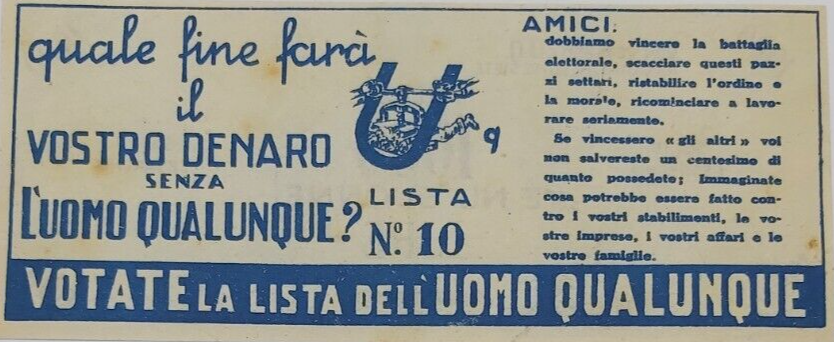 quale fine farà
il
VOSTRO DENARO
SENZA
L'UOMO QUALUNQUE?
U
q
LISTA
N.º 10
AMICI:
dobbiamo vincere la battaglia
elettorale, scacciare questi paz-
zi settari, ristabilire l'ordine e
la morale, ricominciare a lavo-
rare seriamente.
Se vincessero « gli altri » voi
non salvereste un centesimo di
quanto possedete; immaginate
cosa potrebbe essere fatto con-
tro i vostri stabilimenti, le vo-
stre imprese, i vostri affari e le
vostre famiglie.
VOTATE LA LISTA DELL'UOMO QUALUNQUE